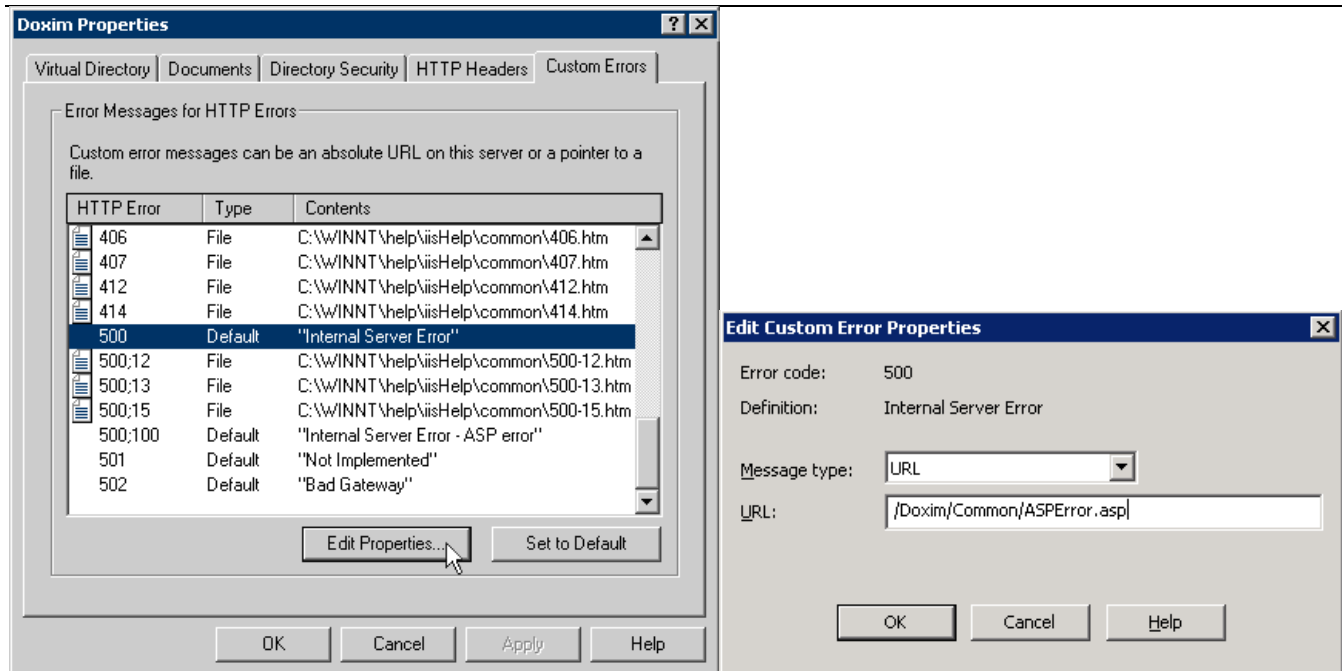 Doxim Properties
Virtual Directory Documents Directory Security HTTP Headers Custom Errors
Error Messages for HTTP Errors
Custom error messages can be an absolute URL on this server or a pointer to a
file.
HTTP Error Type Contents
406 File C:\WINNT\help\iisHelp\common\406.htm
407 File C:\WINNT\help\iisHelp\common\407.htm
412 File C:\WINNT\help\iisHelp\common\412.htm
414 File C:\WINNT\help\iisHelp\common\414.htm
500 Default "Internal Server Error"
500;12 File C:\WINNT\help\iisHelp\common\500-12.htm
500;13 File C:\WINNT\help\iisHelp\common\500-13.htm
500;15 File C:\WINNT\help\iisHelp\common\500-15.htm
500;100 Default "Internal Server Error - ASP error"
501 Default "Not Implemented"
502 Default "Bad Gateway"
Edit Properties... Set to Default
OK Cancel Apply Help
Edit Custom Error Properties
Error code: 500
Definition: Internal Server Error
Message type: URL
URL: /Doxim/Common/ASPError.asp
OK Cancel Help